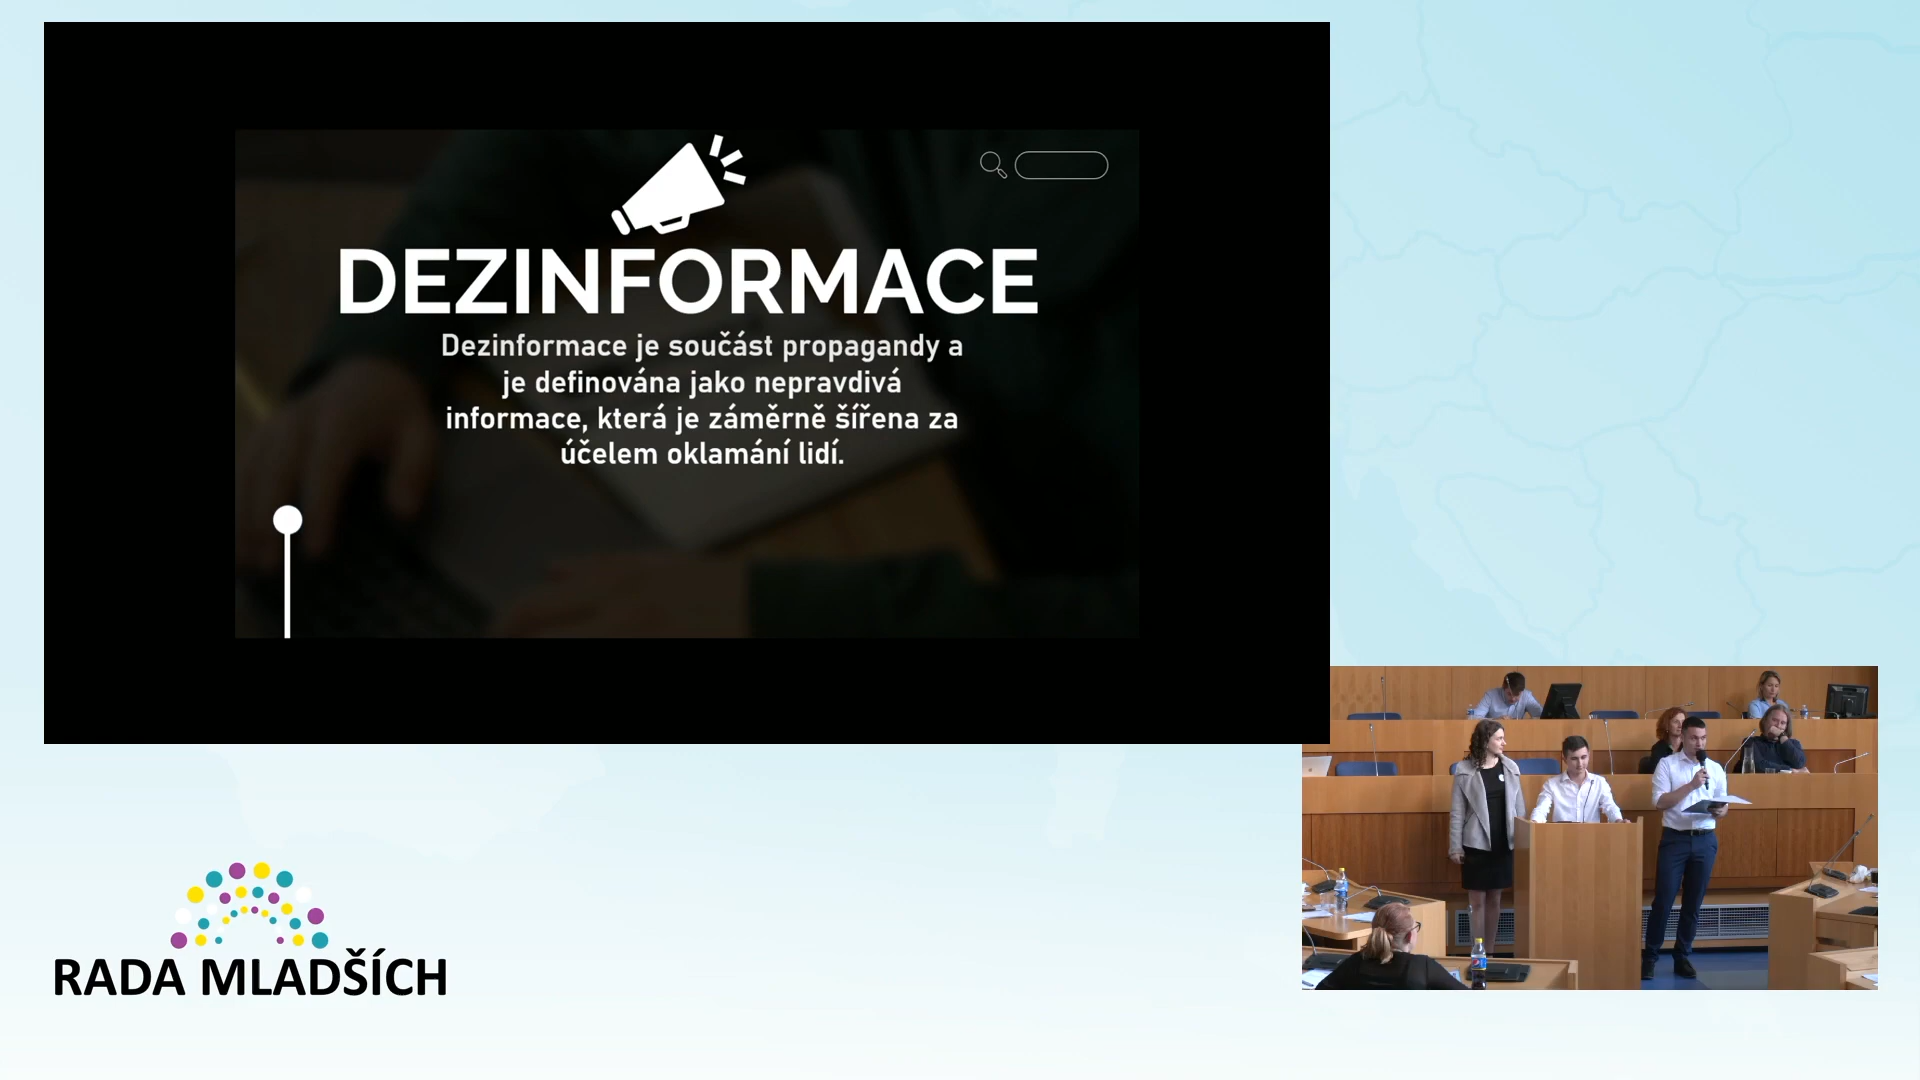 DEZINFORMACE
Dezinformace je součást propagandy a
je definována jako nepravdivá
informace, která je záměrně šířena za
účelem oklamání lidí.
RADA MLADŠÍCH